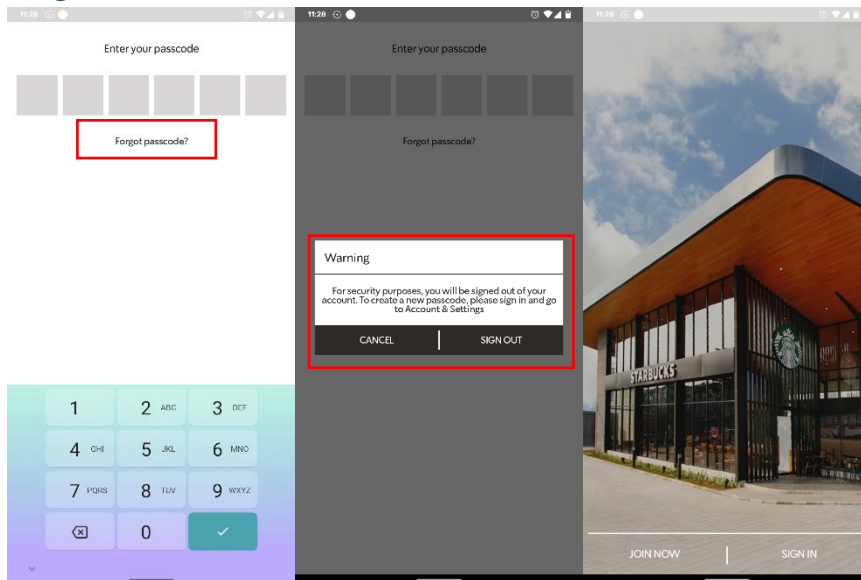 11:28
Enter your passcode
Forgot passcode?
1
2 ABC
3 DEF
4 GHI
5 JKL
6 MNO
7 PQRS
8 TUV
9 WXYZ
0
11:28
Enter your passcode
Forgot passcode?
Warning
For security purposes, you will be signed out of your
account. To create a new passcode, please sign in and go
to Account & Settings
CANCEL
SIGN OUT
11:28
STARBUCKS
JOIN NOW
SIGN IN